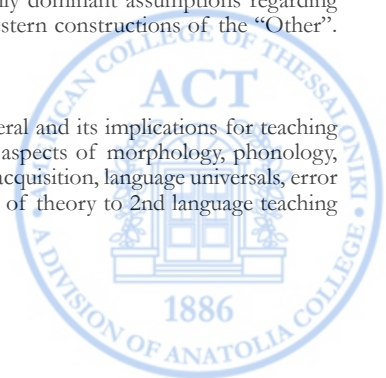 ly dominant assumptions regarding
stern constructions of the “Other”.
eral and its implications for teaching
aspects of morphology, phonology,
acquisition, language universals, error
of theory to 2nd language teaching
AMERICAN COLLEGE OF THESSALONIKI
ACT
1886
A DIVISION OF ANATOLIA COLLEGE